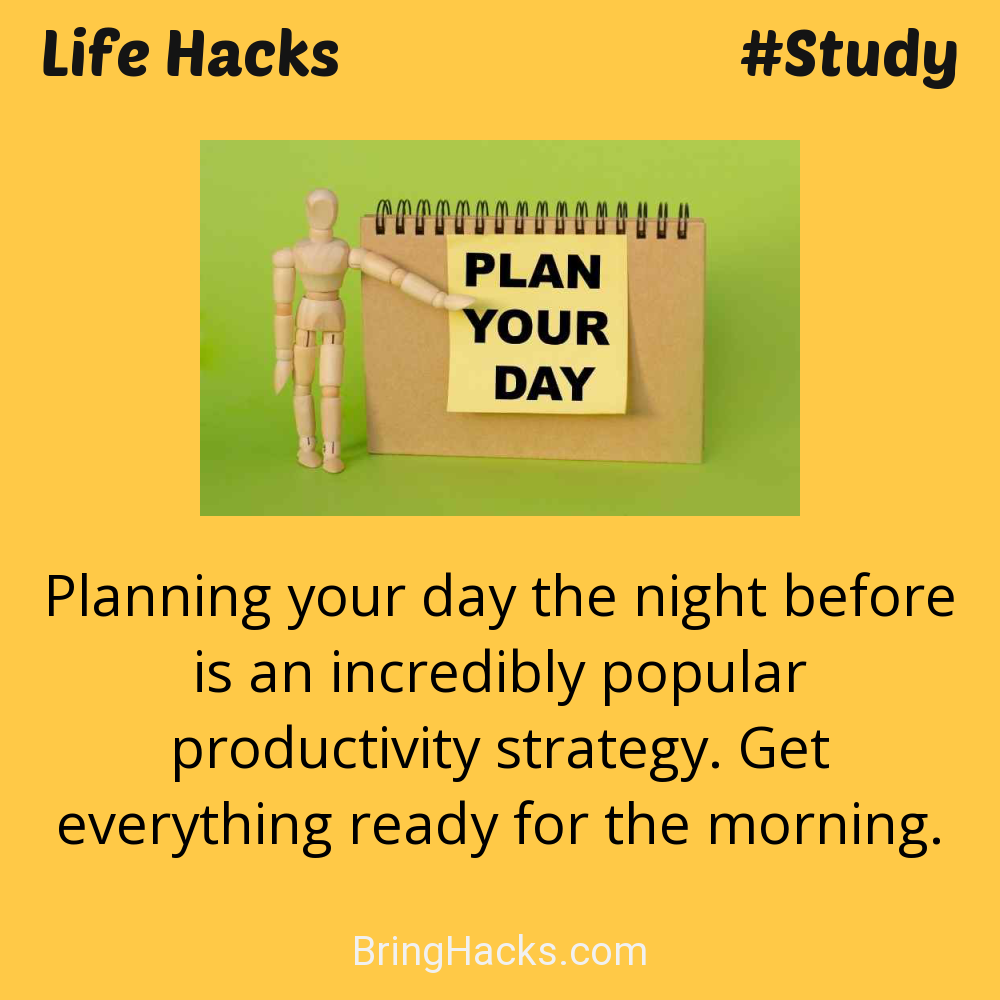 Life Hacks
#Study
PLAN
YOUR
DAY
Planning your day the night before
is an incredibly popular
productivity strategy. Get
everything ready for the morning.
BringHacks.com